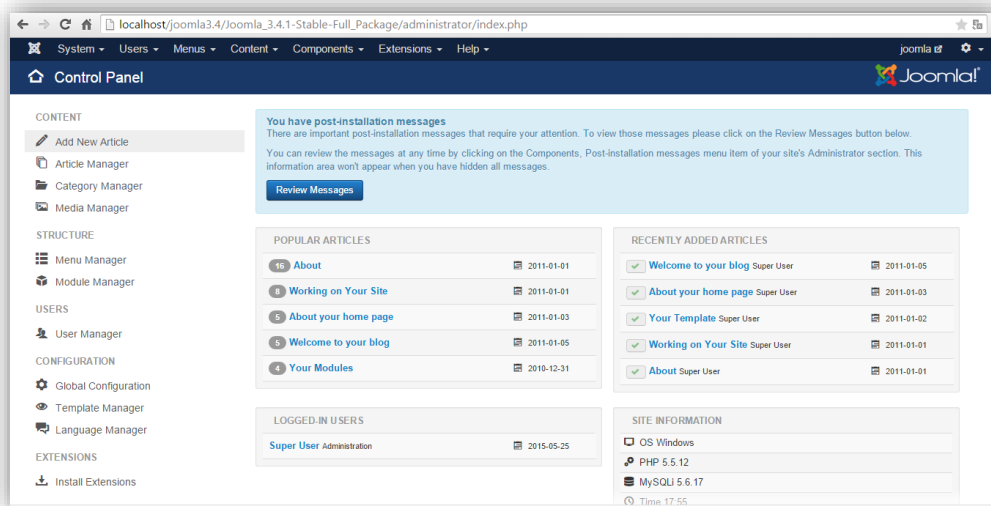 localhost/joomla3.4/Joomla_3.4.1-Stable-Full_Package/administrator/index.php
System Users Menus Content Components Extensions Help joomla
Control Panel Joomla!
CONTENT
Add New Article
Article Manager
Category Manager
Media Manager
STRUCTURE
Menu Manager
Module Manager
USERS
User Manager
CONFIGURATION
Global Configuration
Template Manager
Language Manager
EXTENSIONS
Install Extensions
You have post-installation messages
There are important post-installation messages that require your attention. To view those messages please click on the Review Messages button below.
You can review the messages at any time by clicking on the Components, Post-installation messages menu item of your site's Administrator section. This
information area won't appear when you have hidden all messages.
Review Messages
POPULAR ARTICLES
16 About 2011-01-01
8 Working on Your Site 2011-01-01
5 About your home page 2011-01-03
5 Welcome to your blog 2011-01-05
4 Your Modules 2010-12-31
RECENTLY ADDED ARTICLES
Welcome to your blog Super User 2011-01-05
About your home page Super User 2011-01-03
Your Template Super User 2011-01-02
Working on Your Site Super User 2011-01-01
About Super User 2011-01-01
LOGGED-IN USERS
Super User Administration 2015-05-25
SITE INFORMATION
OS Windows
PHP 5.5.12
MySQLi 5.6.17
Time 17:55